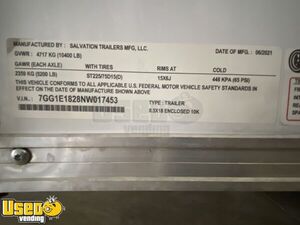 MANUFACTURED BY: SALVATION TRAILERS MFG, LLC. DATE OF MFG.: 06/2021
GVWR: 4717 KG (10400 LB)
GAWR (EACH AXLE) WITH TIRES RIMS AT COLD
2359 KG (5200 LB) ST225/75D15(D) 15X6J 448 KPA (65 PSI)
THIS VEHICLE CONFORMS TO ALL APPLICABLE U.S. FEDERAL MOTOR VEHICLE SAFETY STANDARDS IN
EFFECT ON THE DATE OF MANUFACTURE SHOWN ABOVE
V.I.N.: 7GG1E1828NW017453 TYPE: TRAILER
8.5X18 ENCLOSED 10K
Used
Vending
.com